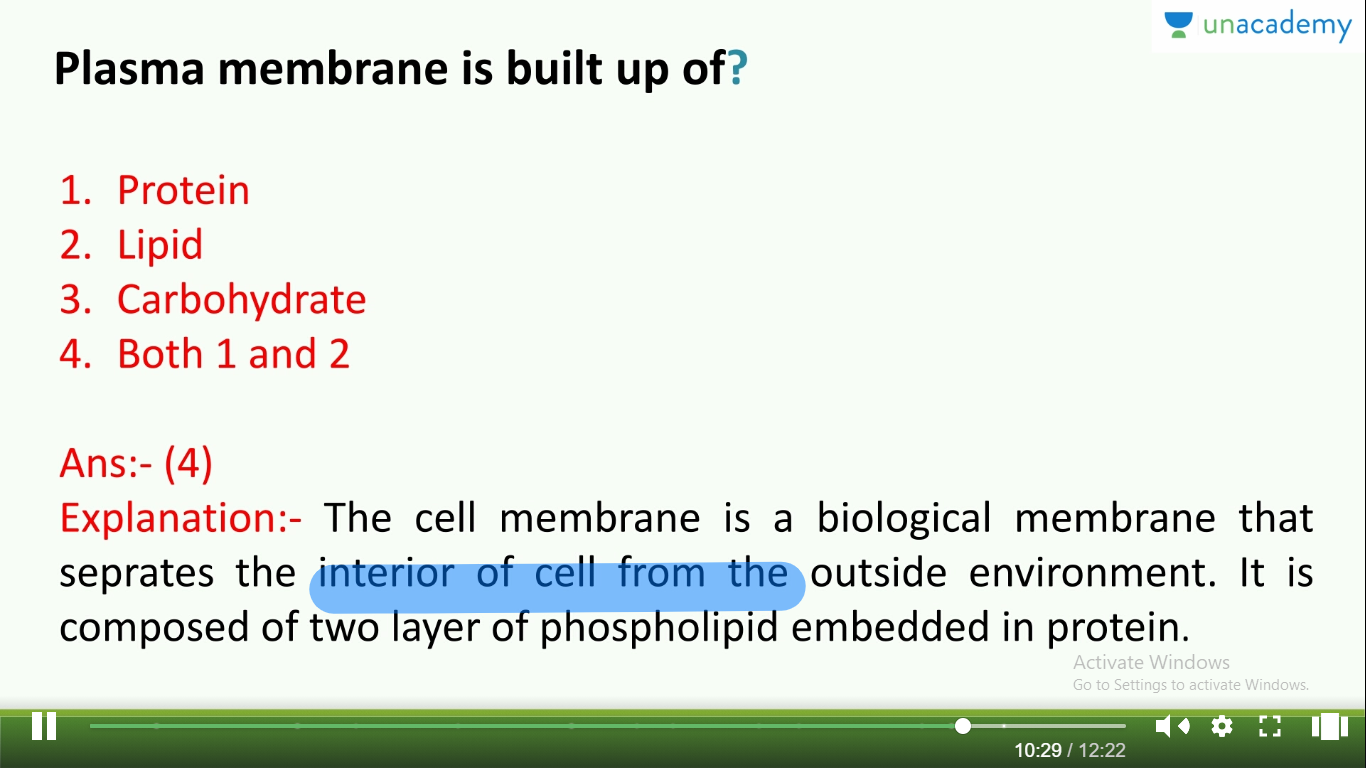 unacademy
Plasma membrane is built up of?
1. Protein
2. Lipid
3. Carbohydrate
4. Both 1 and 2
Ans:- (4)
Explanation:- The cell membrane is a biological membrane that
seprates the interior of cell from the outside environment. It is
composed of two layer of phospholipid embedded in protein.
Activate Windows
Go to Settings to activate Windows.
10:29 / 12:22